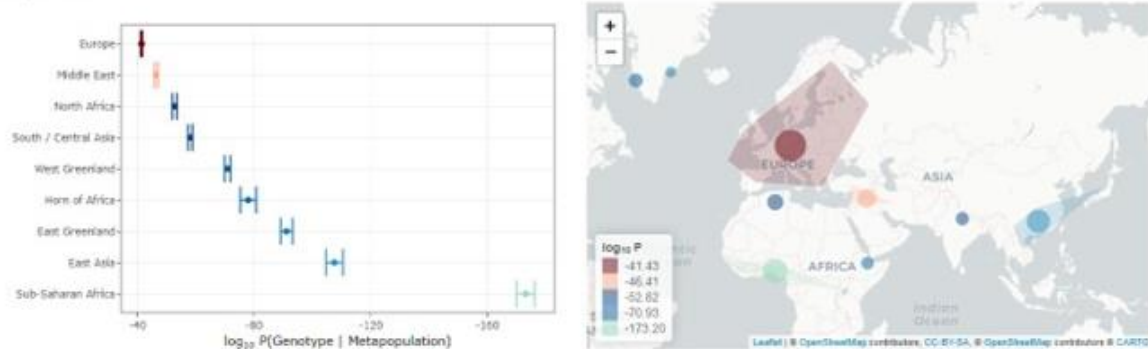 Europe
Middle East
North Africa
South / Central Asia
West Greenland
Horn of Africa
East Greenland
East Asia
Sub-Saharan Africa
-40
-80
-120
-160
log₁₀ P(Genotype | Metapopulation)
+
−
EUROPE
ASIA
AFRICA
Indian
Ocean
log₁₀ P
-41.43
-46.41
-52.82
-70.93
-173.20
Leaflet | © OpenStreetMap contributors, CC-BY-SA, © OpenStreetMap contributors © CARTO